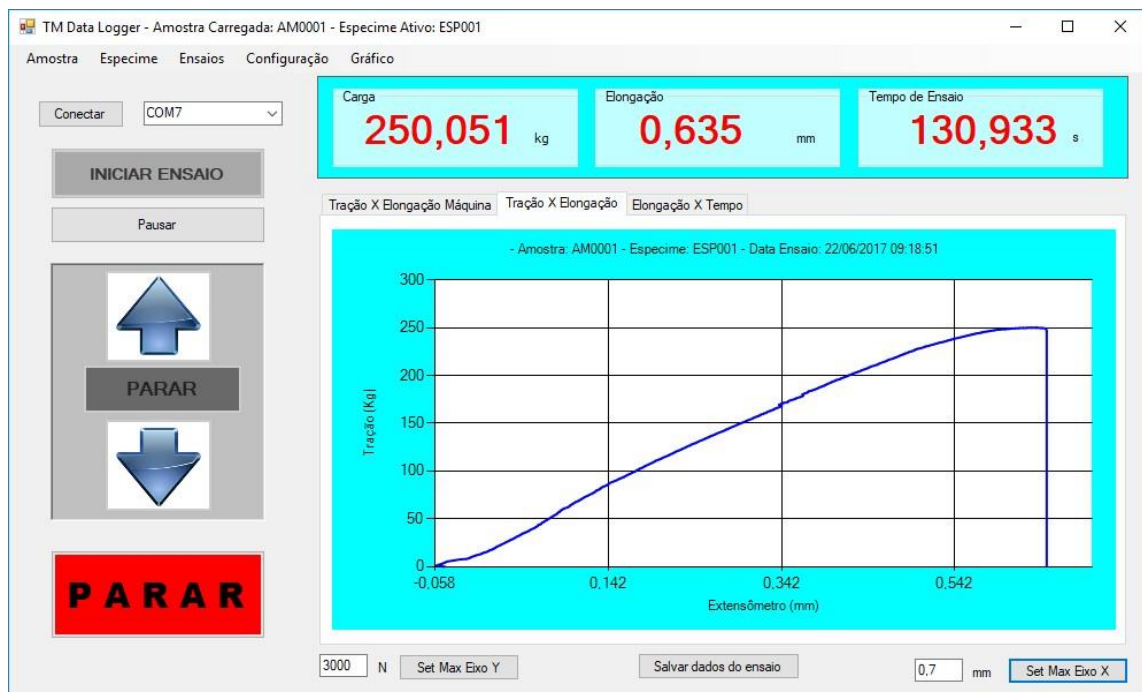 TM Data Logger - Amostra Carregada: AM0001 - Especime Ativo: ESP001
Amostra Especime Ensaios Configuração Gráfico
Conectar COM7
INICIAR ENSAIO
Pausar
PARAR
PARAR
Carga
250,051 kg
Elongação
0,635 mm
Tempo de Ensaio
130,933 s
Tração X Elongação Máquina Tração X Elongação Elongação X Tempo
- Amostra: AM0001 - Especime: ESP001 - Data Ensaio: 22/06/2017 09:18:51
Tração (Kg)
300
250
200
150
100
50
0
-0,058 0,142 0,342 0,542
Extensômetro (mm)
3000 N Set Max Eixo Y Salvar dados do ensaio 0,7 mm Set Max Eixo X